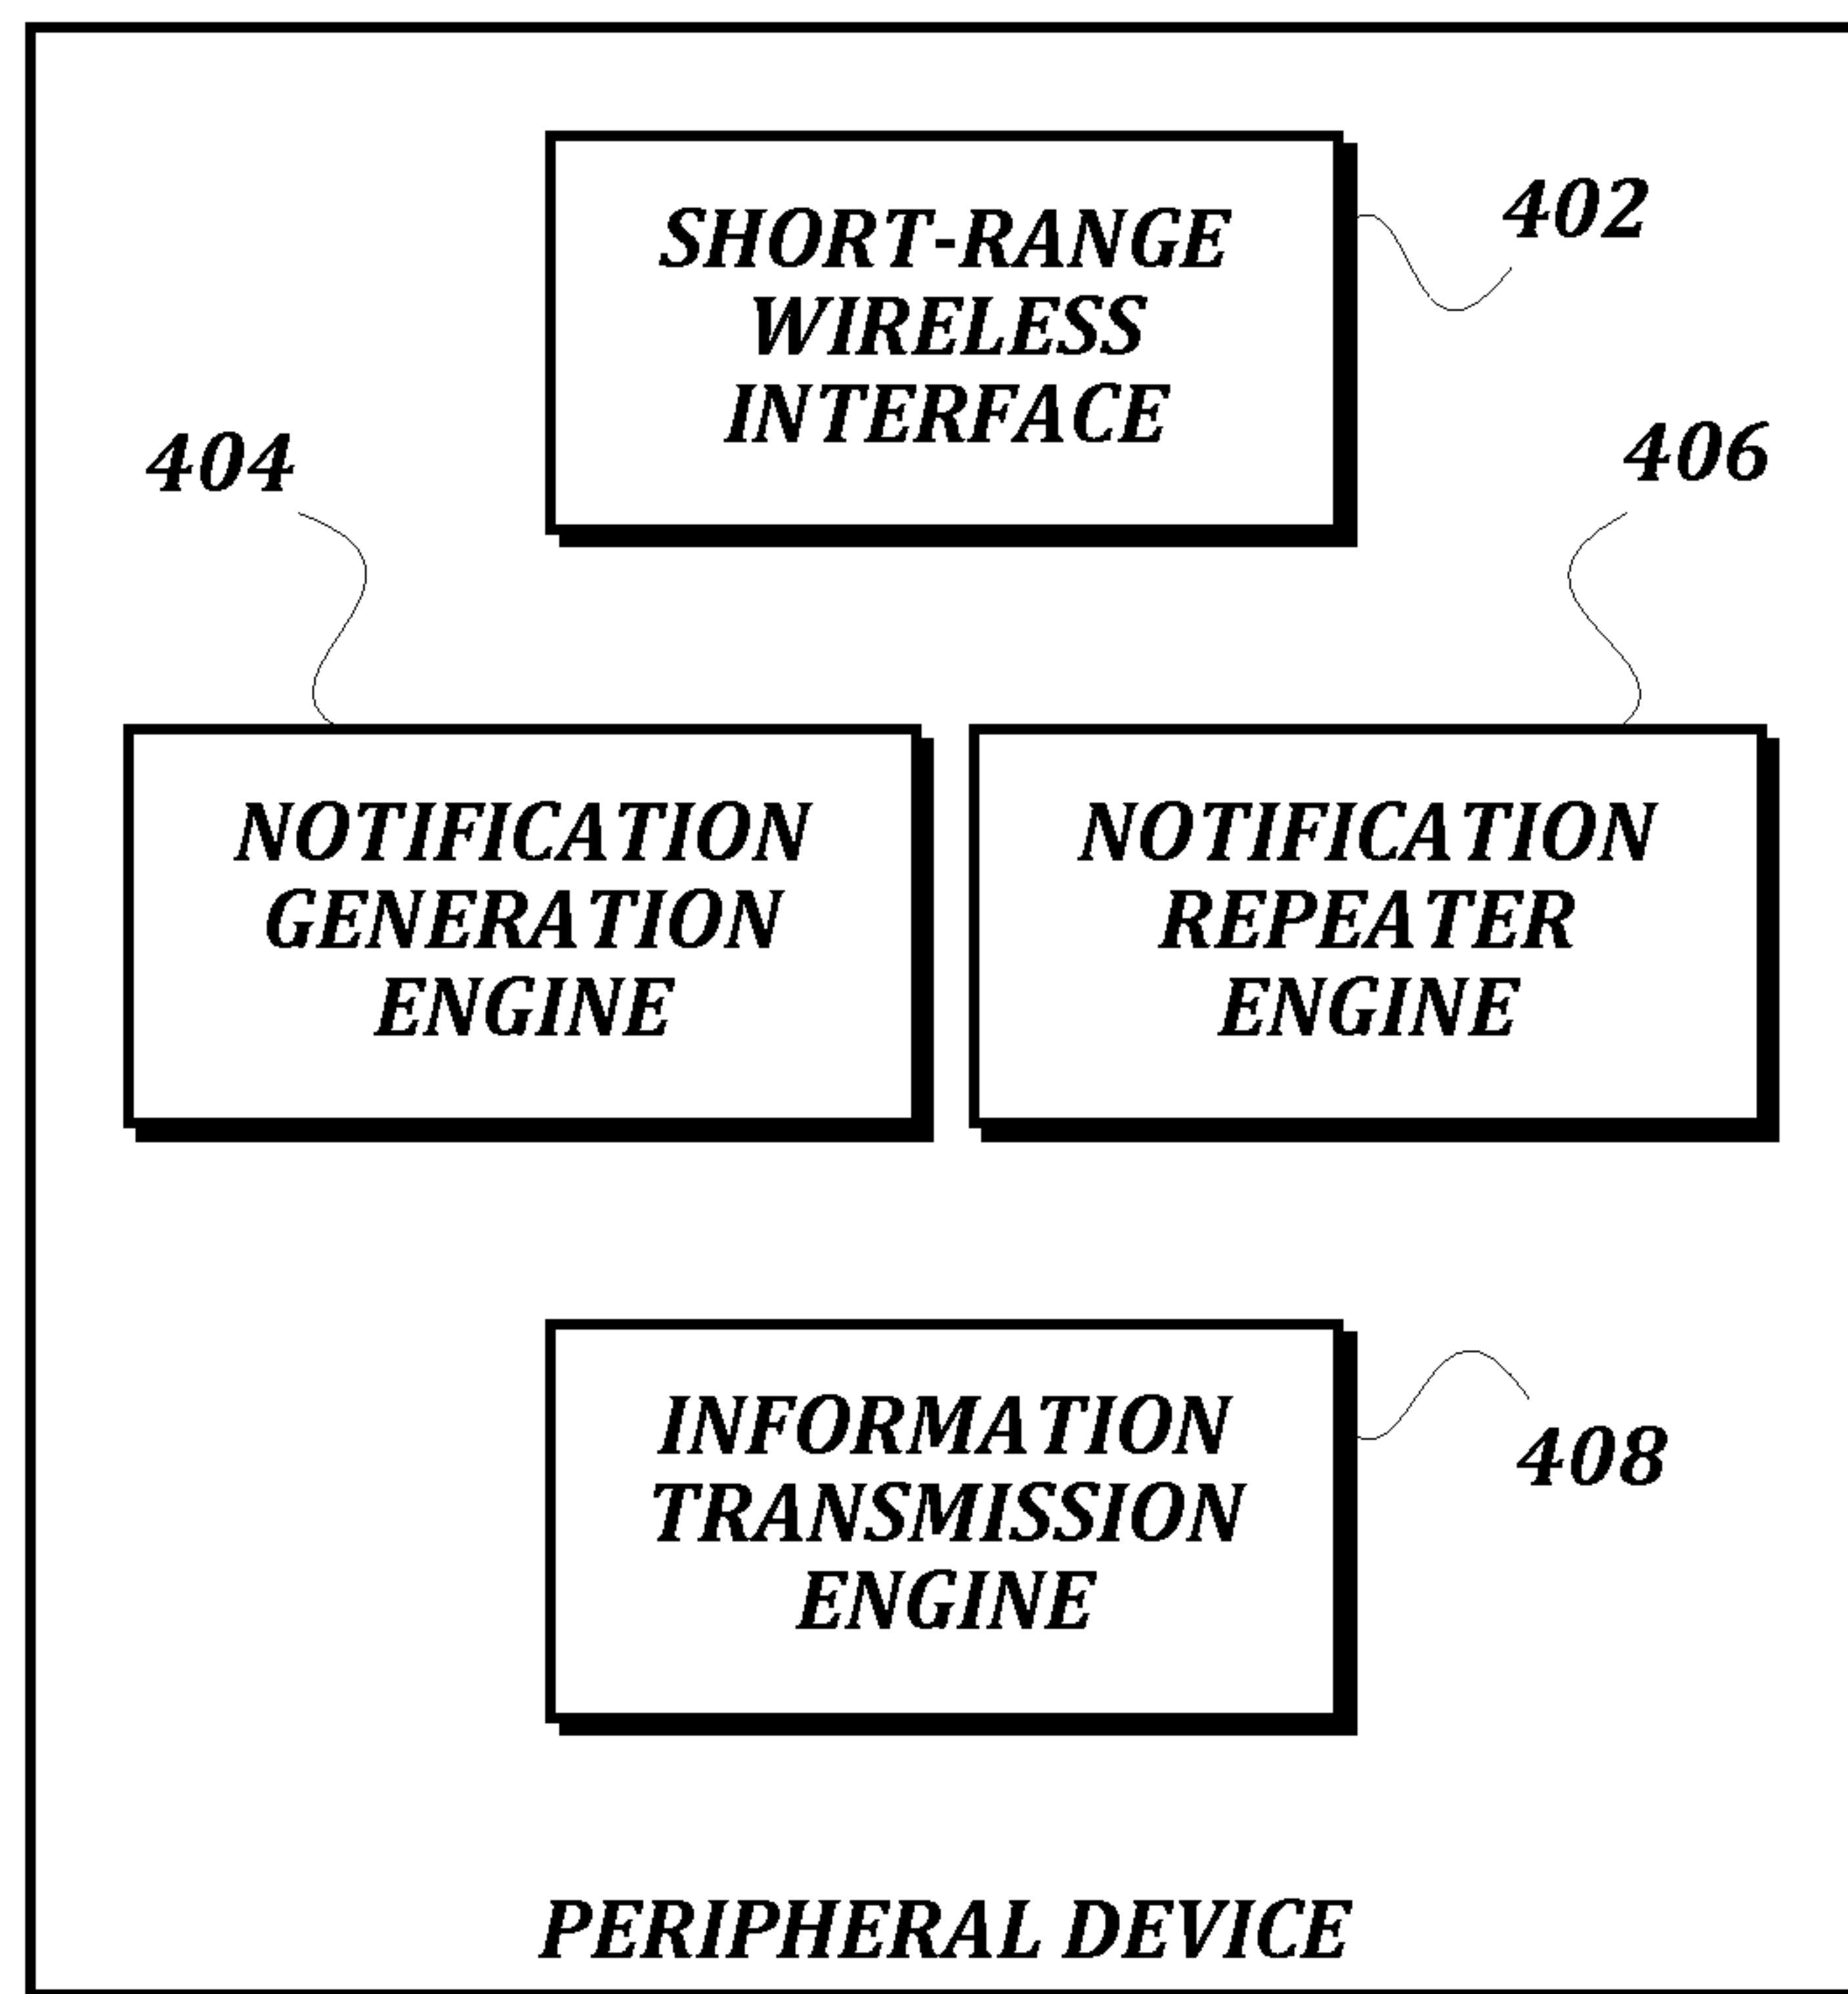 SHORT-RANGE
WIRELESS
INTERFACE
402
404
406
NOTIFICATION
GENERATION
ENGINE
NOTIFICATION
REPEATER
ENGINE
INFORMATION
TRANSMISSION
ENGINE
408
PERIPHERAL DEVICE